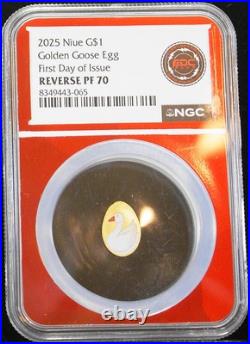 2025 Niue G$1
Golden Goose Egg
First Day of Issue
REVERSE PF 70
8349443-065
NGC